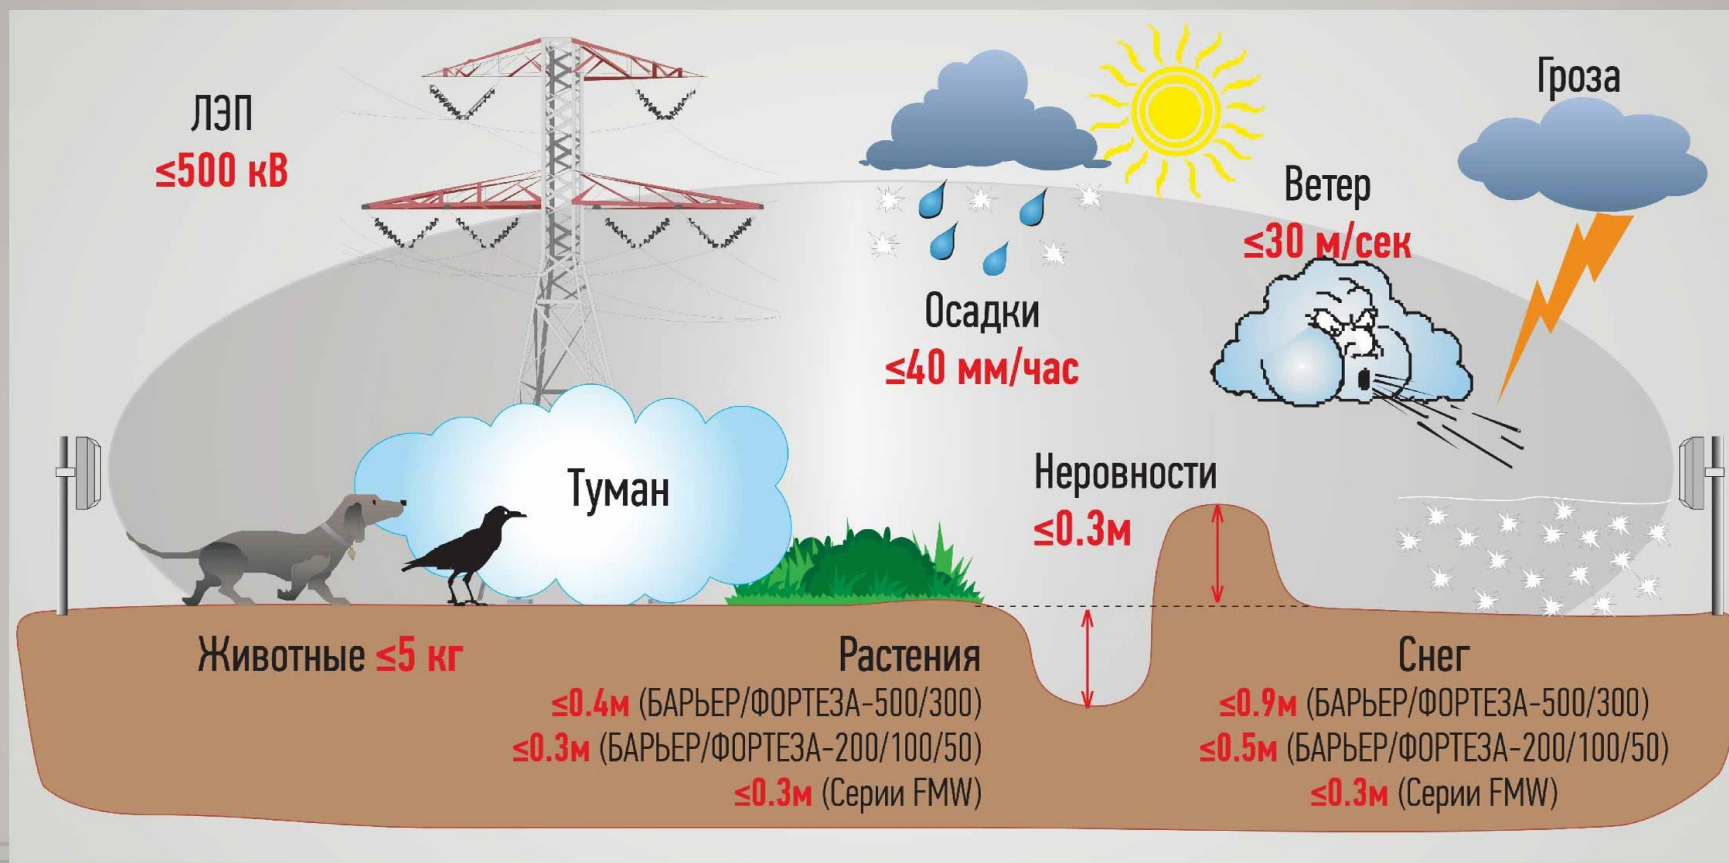 ЛЭП
≤500 кВ
Гроза
Ветер
≤30 м/сек
Осадки
≤40 мм/час
Туман
Неровности
≤0.3м
Животные ≤5 кг
Растения
≤0.4м (БАРЬЕР/ФОРТЕЗА-500/300)
≤0.3м (БАРЬЕР/ФОРТЕЗА-200/100/50)
≤0.3м (Серии FMW)
Снег
≤0.9м (БАРЬЕР/ФОРТЕЗА-500/300)
≤0.5м (БАРЬЕР/ФОРТЕЗА-200/100/50)
≤0.3м (Серии FMW)